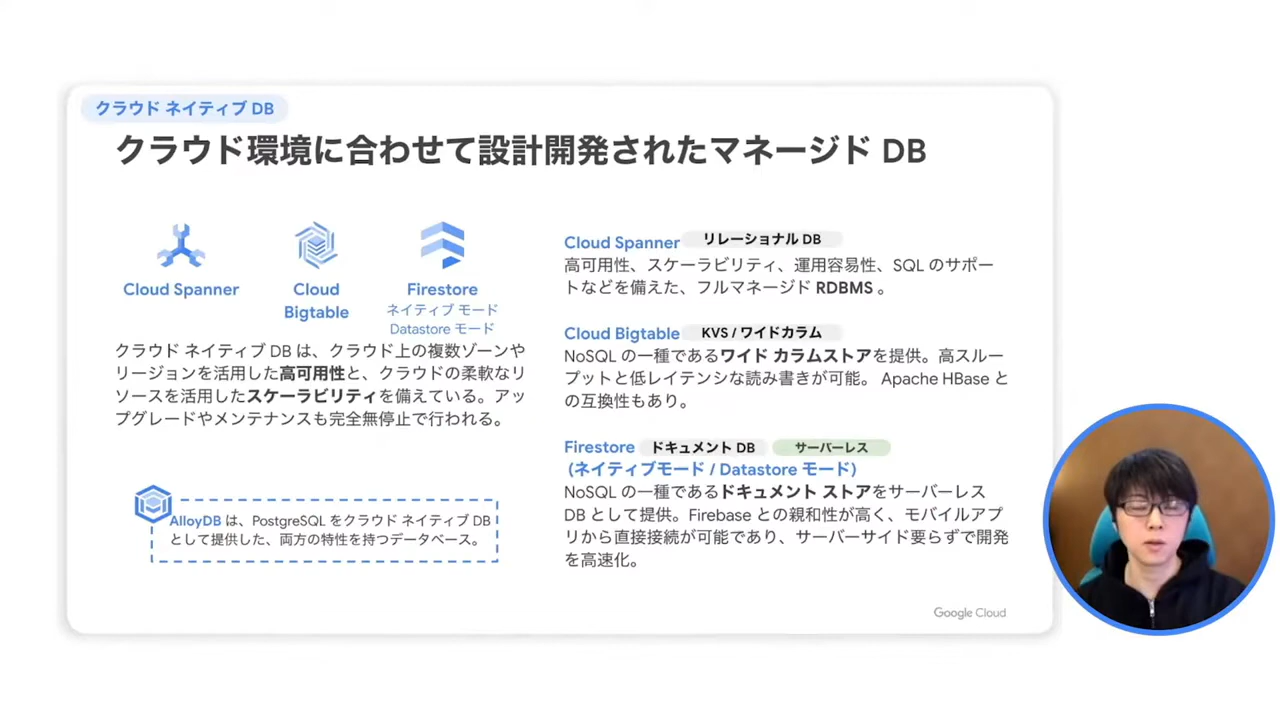 クラウド ネイティブ DB
クラウド環境に合わせて設計開発されたマネージド DB
Cloud Spanner
Cloud
Bigtable
Firestore
ネイティブ モード
Datastore モード
クラウド ネイティブ DB は、クラウド上の複数ゾーンや
リージョンを活用した高可用性と、クラウドの柔軟なリ
ソースを活用したスケーラビリティを備えている。アッ
プグレードやメンテナンスも完全無停止で行われる。
AlloyDB は、PostgreSQL をクラウド ネイティブ DB
として提供した、両方の特性を持つデータベース。
Cloud Spanner リレーショナル DB
高可用性、スケーラビリティ、運用容易性、SQL のサポー
トなどを備えた、フルマネージド RDBMS 。
Cloud Bigtable KVS / ワイドカラム
NoSQL の一種であるワイド カラムストアを提供。高スルー
プットと低レイテンシな読み書きが可能。 Apache HBase と
の互換性もあり。
Firestore ドキュメント DB サーバーレス
(ネイティブモード / Datastore モード)
NoSQL の一種であるドキュメント ストアをサーバーレス
DB として提供。Firebase との親和性が高く、モバイルアプ
リから直接接続が可能であり、サーバーサイド要らずで開発
を高速化。
Google Cloud